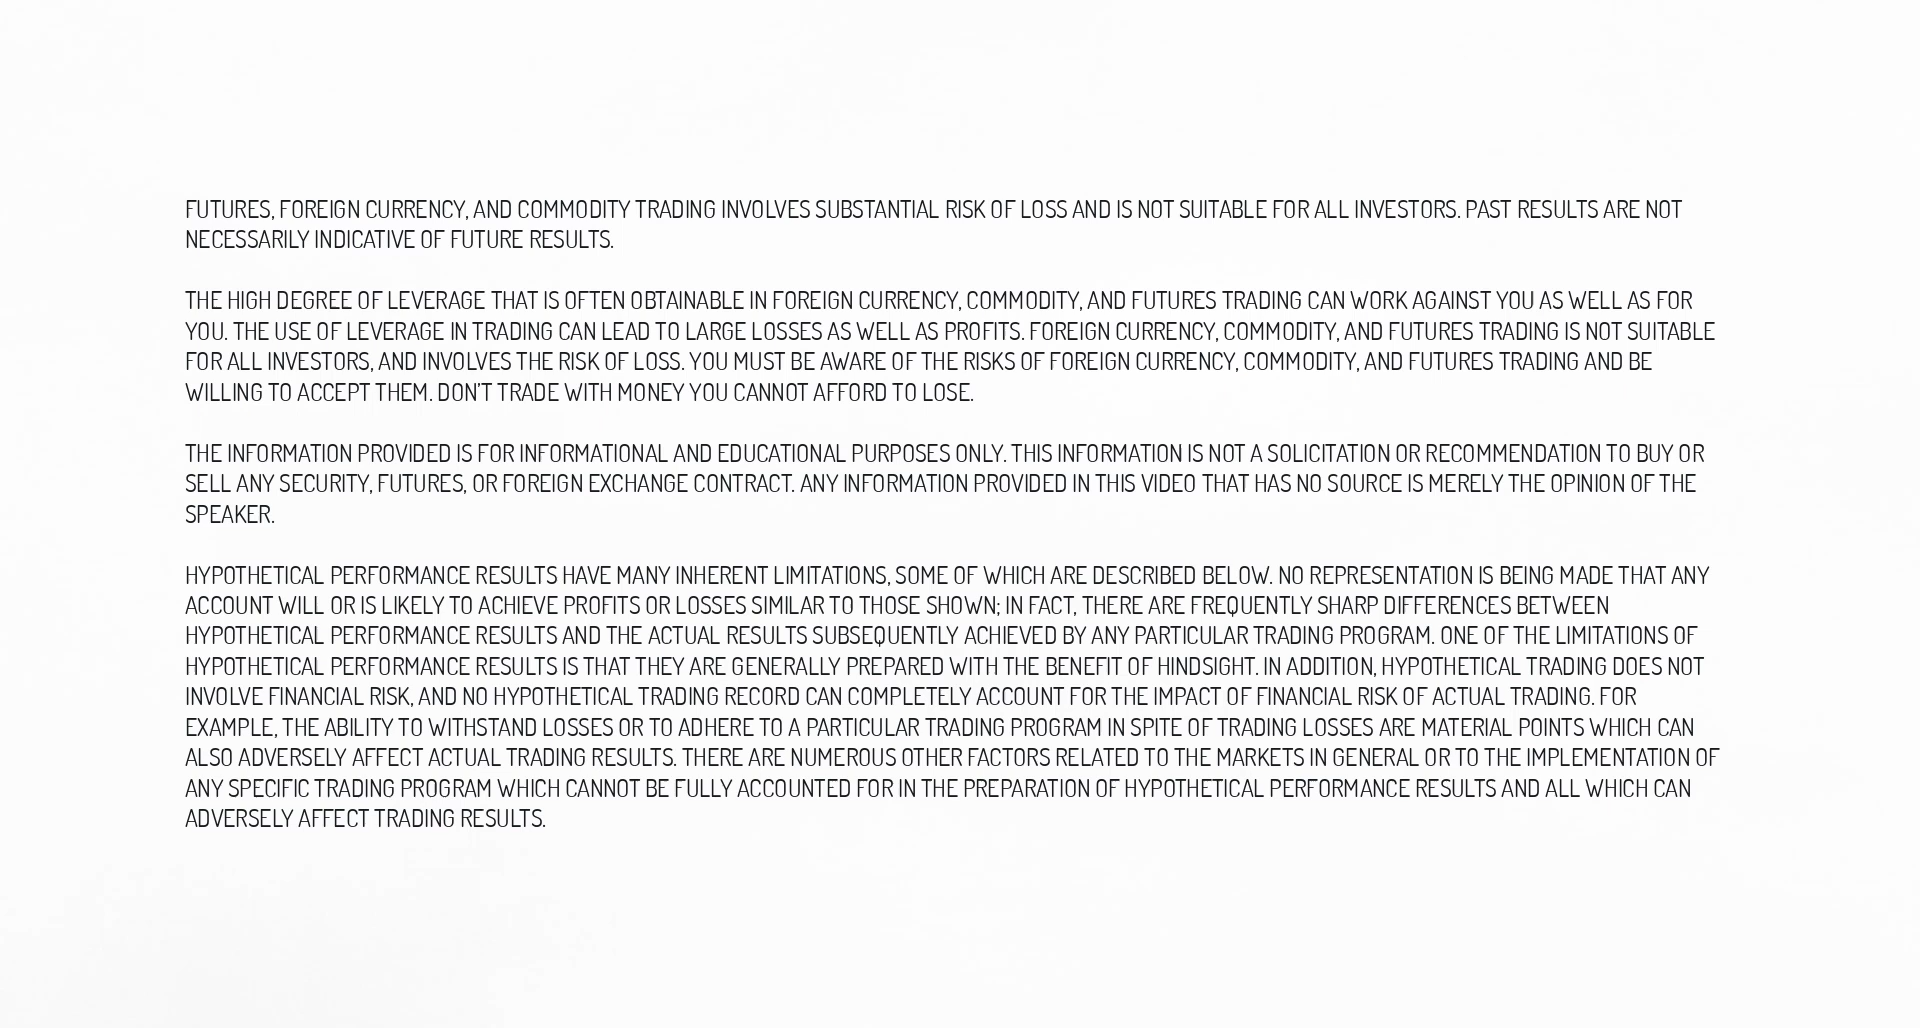 FUTURES, FOREIGN CURRENCY, AND COMMODITY TRADING INVOLVES SUBSTANTIAL RISK OF LOSS AND IS NOT SUITABLE FOR ALL INVESTORS. PAST RESULTS ARE NOT
NECESSARILY INDICATIVE OF FUTURE RESULTS.
THE HIGH DEGREE OF LEVERAGE THAT IS OFTEN OBTAINABLE IN FOREIGN CURRENCY, COMMODITY, AND FUTURES TRADING CAN WORK AGAINST YOU AS WELL AS FOR
YOU. THE USE OF LEVERAGE IN TRADING CAN LEAD TO LARGE LOSSES AS WELL AS PROFITS. FOREIGN CURRENCY, COMMODITY, AND FUTURES TRADING IS NOT SUITABLE
FOR ALL INVESTORS, AND INVOLVES THE RISK OF LOSS. YOU MUST BE AWARE OF THE RISKS OF FOREIGN CURRENCY, COMMODITY, AND FUTURES TRADING AND BE
WILLING TO ACCEPT THEM. DON'T TRADE WITH MONEY YOU CANNOT AFFORD TO LOSE.
THE INFORMATION PROVIDED IS FOR INFORMATIONAL AND EDUCATIONAL PURPOSES ONLY. THIS INFORMATION IS NOT A SOLICITATION OR RECOMMENDATION TO BUY OR
SELL ANY SECURITY, FUTURES, OR FOREIGN EXCHANGE CONTRACT. ANY INFORMATION PROVIDED IN THIS VIDEO THAT HAS NO SOURCE IS MERELY THE OPINION OF THE
SPEAKER.
HYPOTHETICAL PERFORMANCE RESULTS HAVE MANY INHERENT LIMITATIONS, SOME OF WHICH ARE DESCRIBED BELOW. NO REPRESENTATION IS BEING MADE THAT ANY
ACCOUNT WILL OR IS LIKELY TO ACHIEVE PROFITS OR LOSSES SIMILAR TO THOSE SHOWN; IN FACT, THERE ARE FREQUENTLY SHARP DIFFERENCES BETWEEN
HYPOTHETICAL PERFORMANCE RESULTS AND THE ACTUAL RESULTS SUBSEQUENTLY ACHIEVED BY ANY PARTICULAR TRADING PROGRAM. ONE OF THE LIMITATIONS OF
HYPOTHETICAL PERFORMANCE RESULTS IS THAT THEY ARE GENERALLY PREPARED WITH THE BENEFIT OF HINDSIGHT. IN ADDITION, HYPOTHETICAL TRADING DOES NOT
INVOLVE FINANCIAL RISK, AND NO HYPOTHETICAL TRADING RECORD CAN COMPLETELY ACCOUNT FOR THE IMPACT OF FINANCIAL RISK OF ACTUAL TRADING. FOR
EXAMPLE, THE ABILITY TO WITHSTAND LOSSES OR TO ADHERE TO A PARTICULAR TRADING PROGRAM IN SPITE OF TRADING LOSSES ARE MATERIAL POINTS WHICH CAN
ALSO ADVERSELY AFFECT ACTUAL TRADING RESULTS. THERE ARE NUMEROUS OTHER FACTORS RELATED TO THE MARKETS IN GENERAL OR TO THE IMPLEMENTATION OF
ANY SPECIFIC TRADING PROGRAM WHICH CANNOT BE FULLY ACCOUNTED FOR IN THE PREPARATION OF HYPOTHETICAL PERFORMANCE RESULTS AND ALL WHICH CAN
ADVERSELY AFFECT TRADING RESULTS.